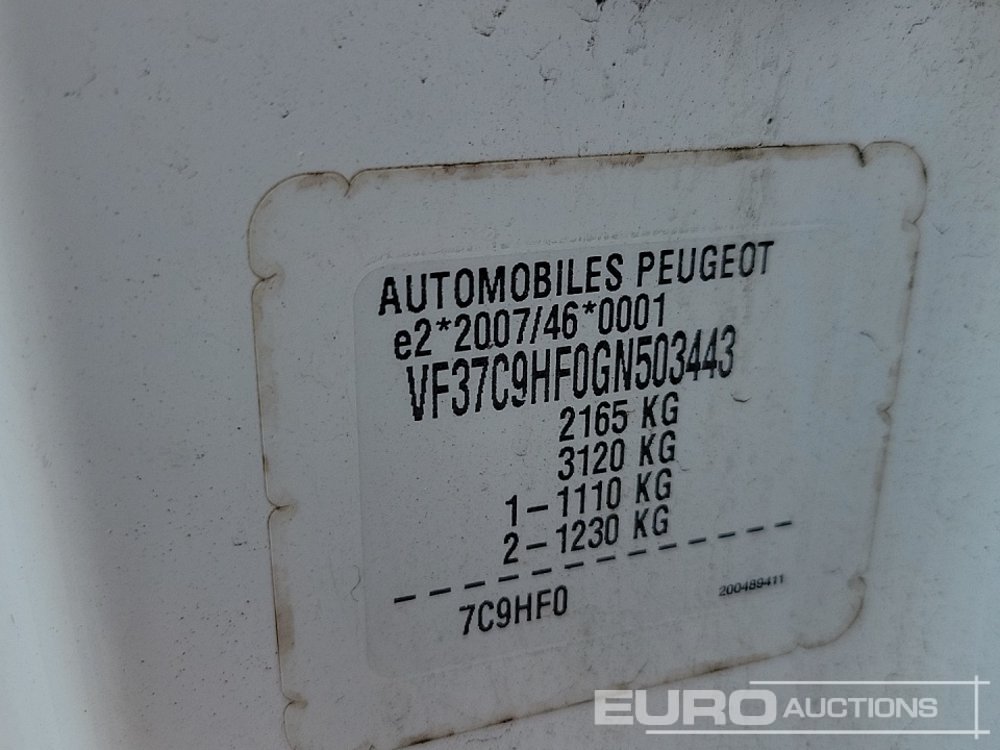 AUTOMOBILES PEUGEOT
e2*2007/46*0001
VF37C9HF0GN503443
2165 KG
3120 KG
1-1110 KG
2-1230 KG
7C9HF0
200489411
EURO AUCTIONS